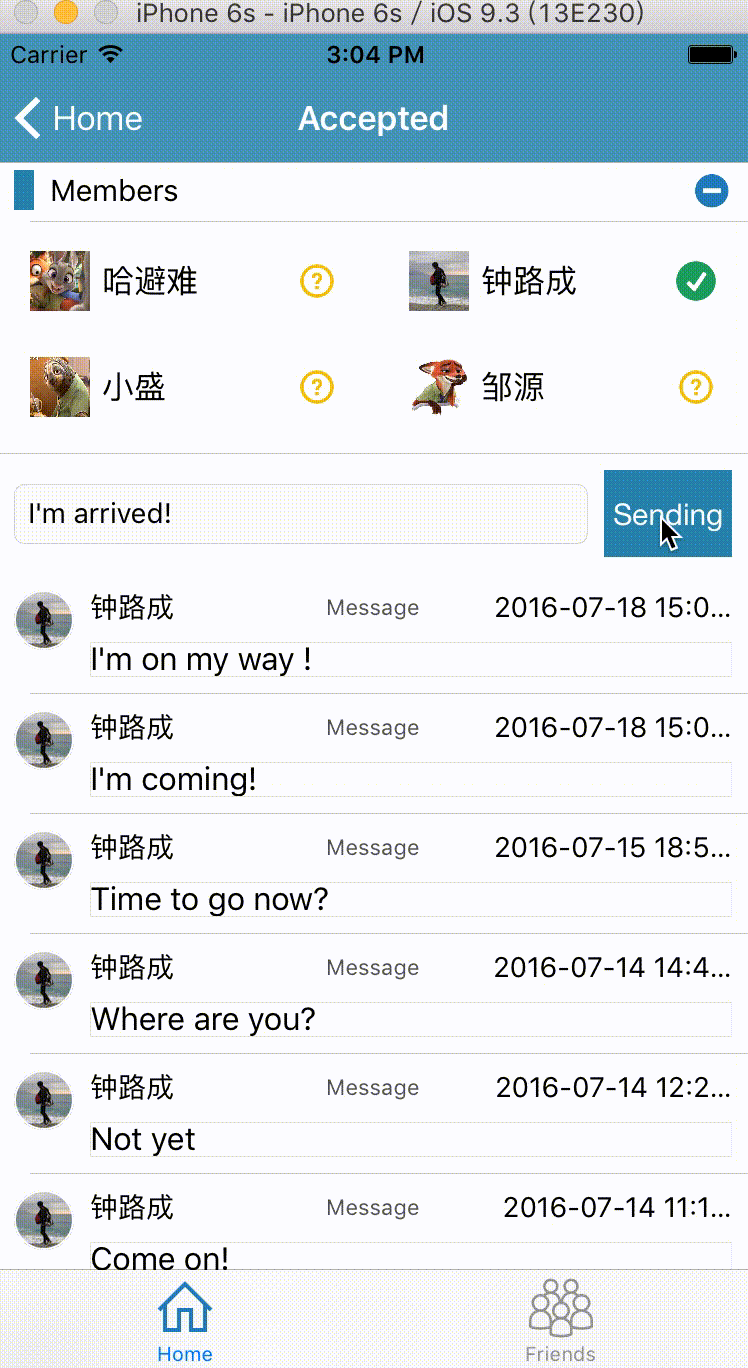 iPhone 6s - iPhone 6s / iOS 9.3 (13E230)
Carrier 3:04 PM
Home Accepted
Members
哈避难 ? 钟路成
小盛 ? 邹源 ?
I'm arrived! Sending
钟路成 Message 2016-07-18 15:0...
I'm on my way !
钟路成 Message 2016-07-18 15:0...
I'm coming!
钟路成 Message 2016-07-15 18:5...
Time to go now?
钟路成 Message 2016-07-14 14:4...
Where are you?
钟路成 Message 2016-07-14 12:2...
Not yet
钟路成 Message 2016-07-14 11:1...
Come on!
Home Friends